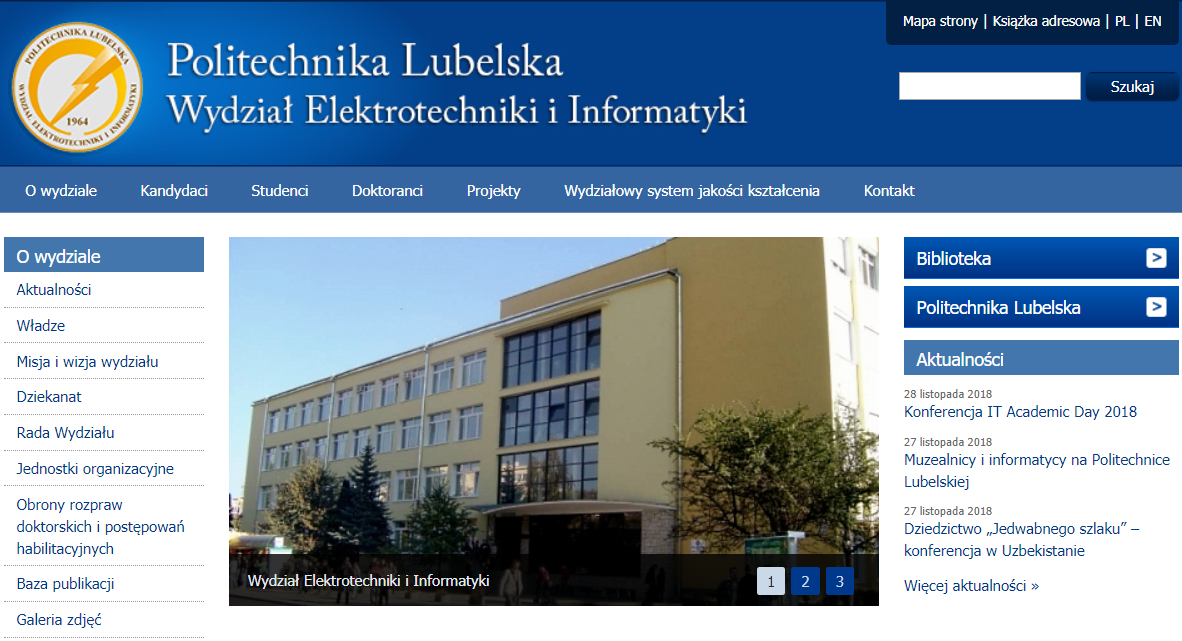 Mapa strony | Książka adresowa | PL | EN
POLITECHNIKA LUBELSKA
WYDZIAŁ ELEKTROTECHNIKI I INFORMATYKI
1964
Politechnika Lubelska
Wydział Elektrotechniki i Informatyki
Szukaj
O wydziale
Kandydaci
Studenci
Doktoranci
Projekty
Wydziałowy system jakości kształcenia
Kontakt
O wydziale
Aktualności
Władze
Misja i wizja wydziału
Dziekanat
Rada Wydziału
Jednostki organizacyjne
Obrony rozpraw
doktorskich i postępowań
habilitacyjnych
Baza publikacji
Galeria zdjęć
Wydział Elektrotechniki i Informatyki
1 2 3
Biblioteka >
Politechnika Lubelska >
Aktualności
28 listopada 2018
Konferencja IT Academic Day 2018
27 listopada 2018
Muzealnicy i informatycy na Politechnice
Lubelskiej
27 listopada 2018
Dziedzictwo „Jedwabnego szlaku” –
konferencja w Uzbekistanie
Więcej aktualności »